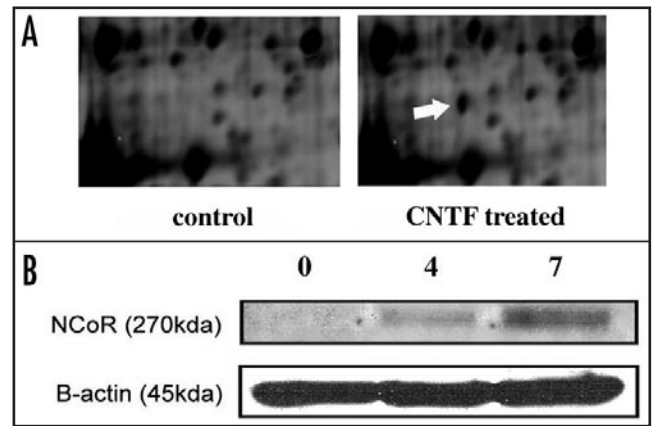 A
control CNTF treated
B
0 4 7
NCoR (270kda)
B-actin (45kda)